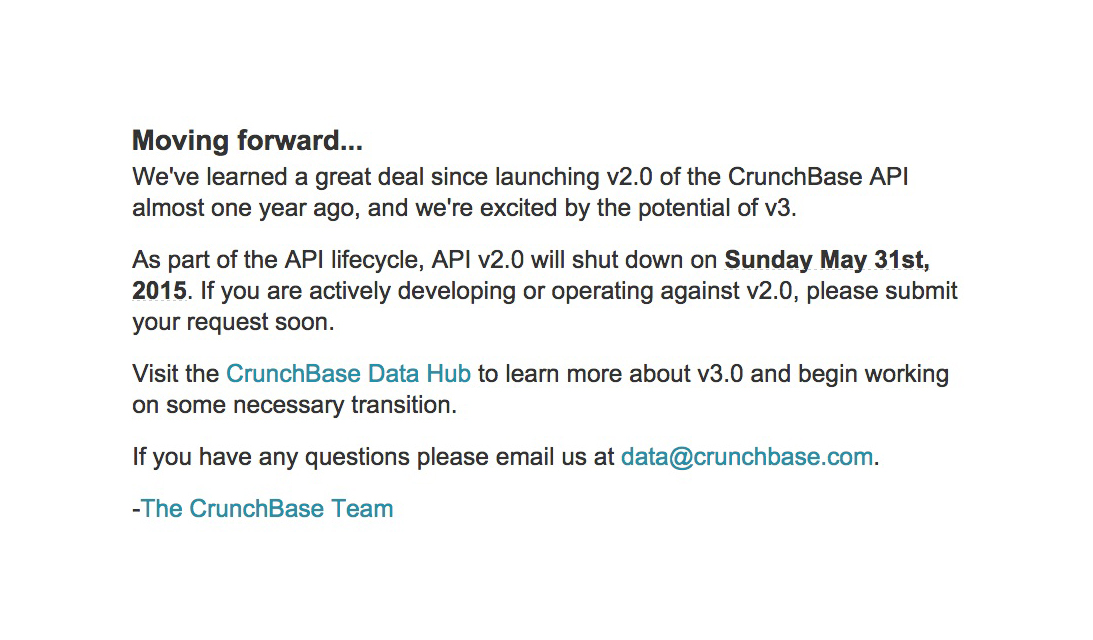 Moving forward...
We've learned a great deal since launching v2.0 of the CrunchBase API
almost one year ago, and we're excited by the potential of v3.
As part of the API lifecycle, API v2.0 will shut down on Sunday May 31st,
2015. If you are actively developing or operating against v2.0, please submit
your request soon.
Visit the CrunchBase Data Hub to learn more about v3.0 and begin working
on some necessary transition.
If you have any questions please email us at data@crunchbase.com.
-The CrunchBase Team